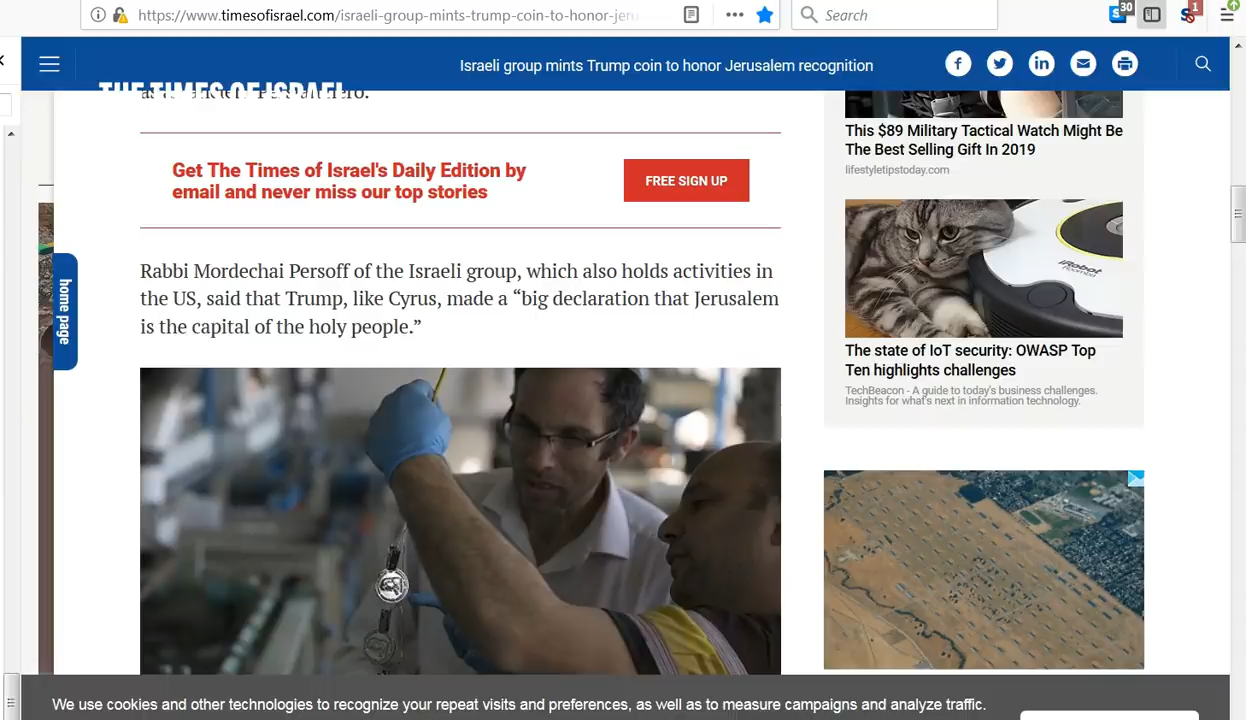 https://www.timesofisrael.com/israeli-group-mints-trump-coin-to-honor-jeru
Search
30
1
Israeli group mints Trump coin to honor Jerusalem recognition
THE TIMES OF ISRAEL
Get The Times of Israel's Daily Edition by
email and never miss our top stories
FREE SIGN UP
Rabbi Mordechai Persoff of the Israeli group, which also holds activities in
the US, said that Trump, like Cyrus, made a “big declaration that Jerusalem
is the capital of the holy people.”
home page
This $89 Military Tactical Watch Might Be
The Best Selling Gift In 2019
lifestyletipstoday.com
iRobot
Roomba
The state of IoT security: OWASP Top
Ten highlights challenges
TechBeacon - A guide to today's business challenges.
Insights for what's next in information technology.
We use cookies and other technologies to recognize your repeat visits and preferences, as well as to measure campaigns and analyze traffic.